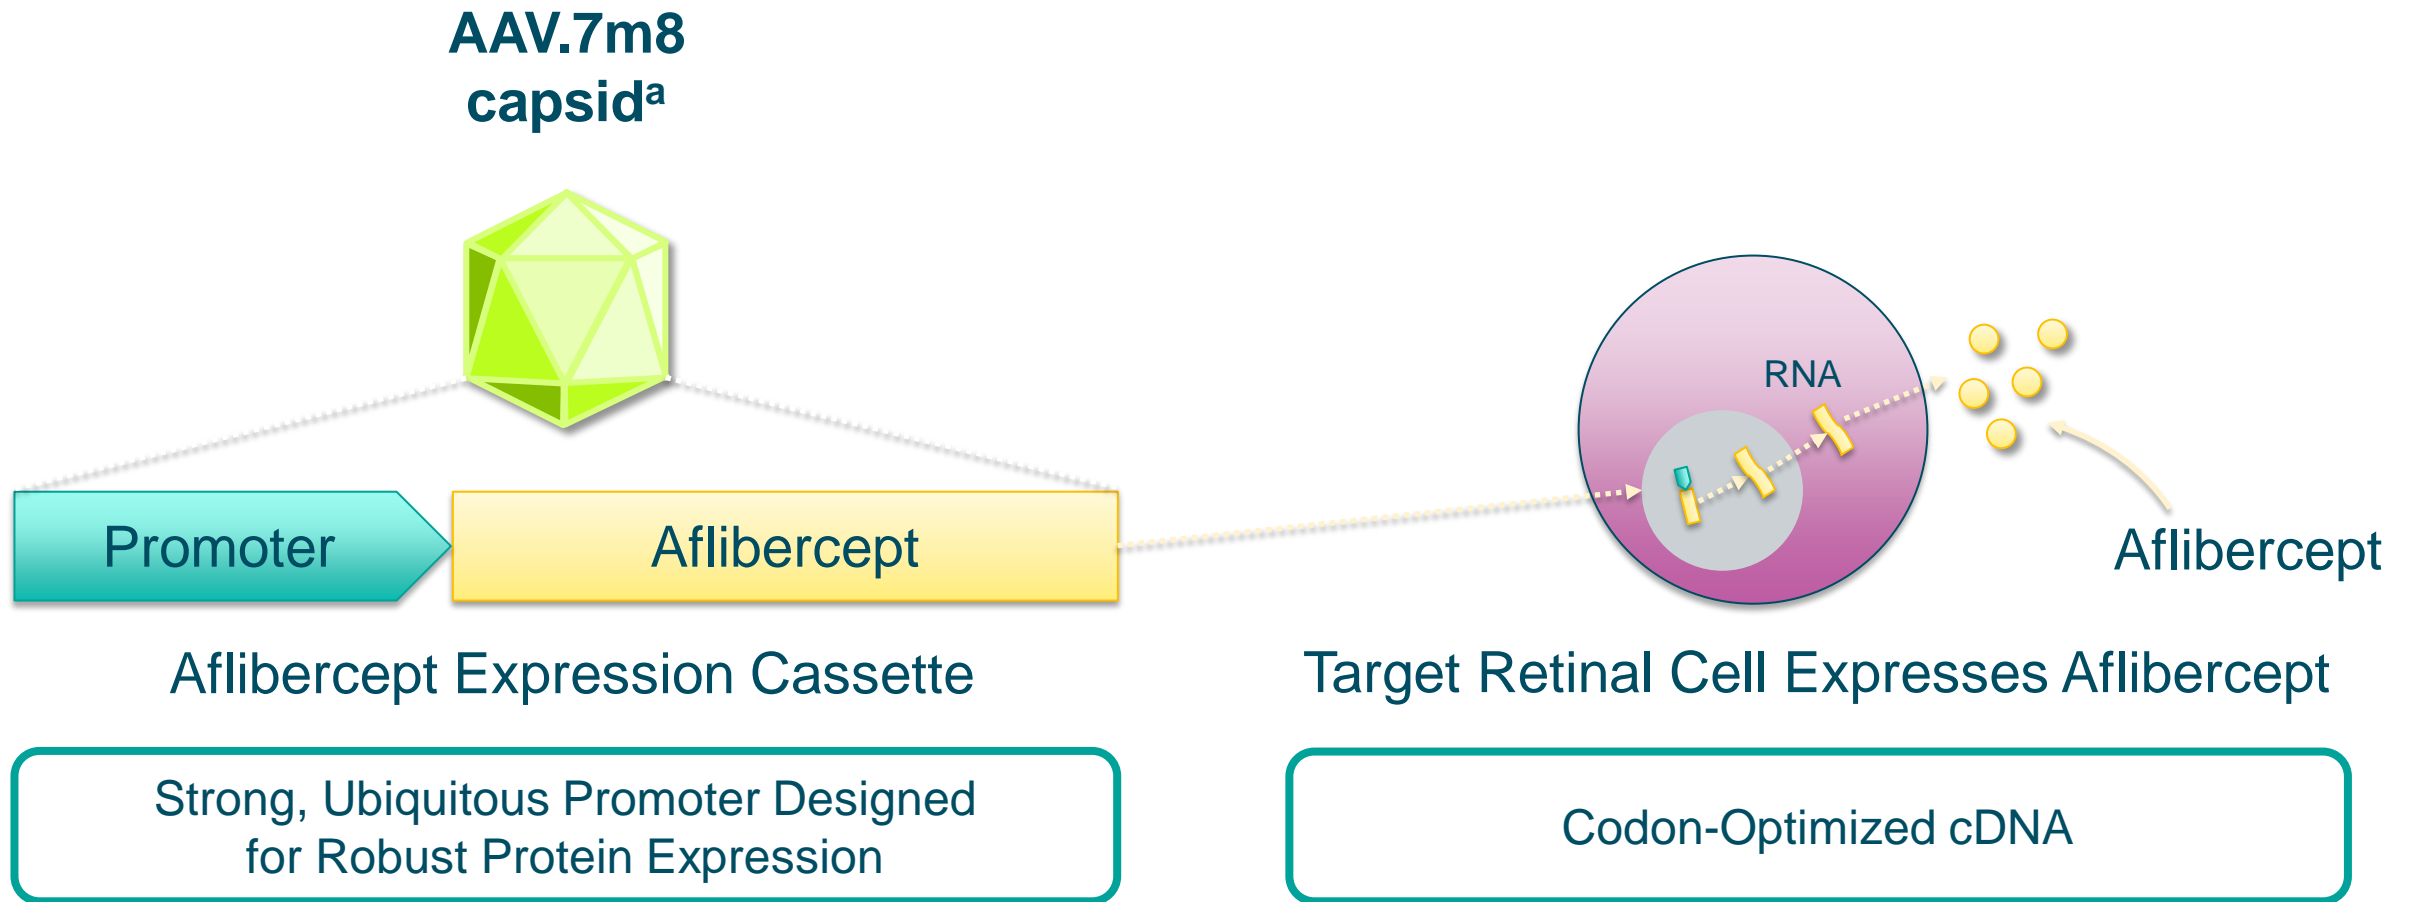 AAV.7m8
capsidᵃ
Promoter
Aflibercept
RNA
Aflibercept
Aflibercept Expression Cassette
Target Retinal Cell Expresses Aflibercept
Strong, Ubiquitous Promoter Designed
for Robust Protein Expression
Codon-Optimized cDNA